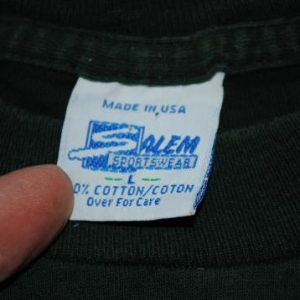 MADE IN USA
SALEM
SPORTSWEAR
L
0% COTTON/COTON
Over For Care